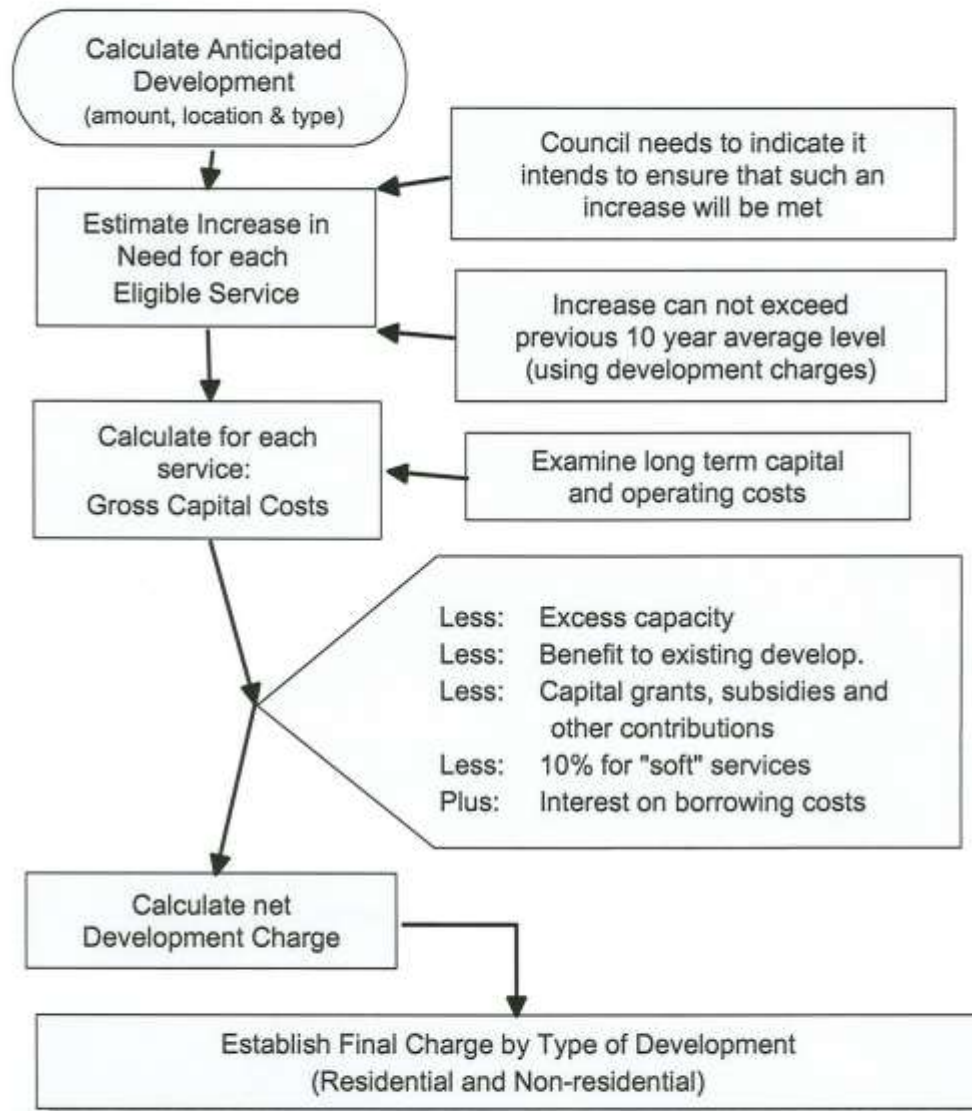 Calculate Anticipated
Development
(amount, location & type)
Council needs to indicate it
intends to ensure that such an
increase will be met
Estimate Increase in
Need for each
Eligible Service
Increase can not exceed
previous 10 year average level
(using development charges)
Calculate for each
service:
Gross Capital Costs
Examine long term capital
and operating costs
Less: Excess capacity
Less: Benefit to existing develop.
Less: Capital grants, subsidies and
other contributions
Less: 10% for "soft" services
Plus: Interest on borrowing costs
Calculate net
Development Charge
Establish Final Charge by Type of Development
(Residential and Non-residential)